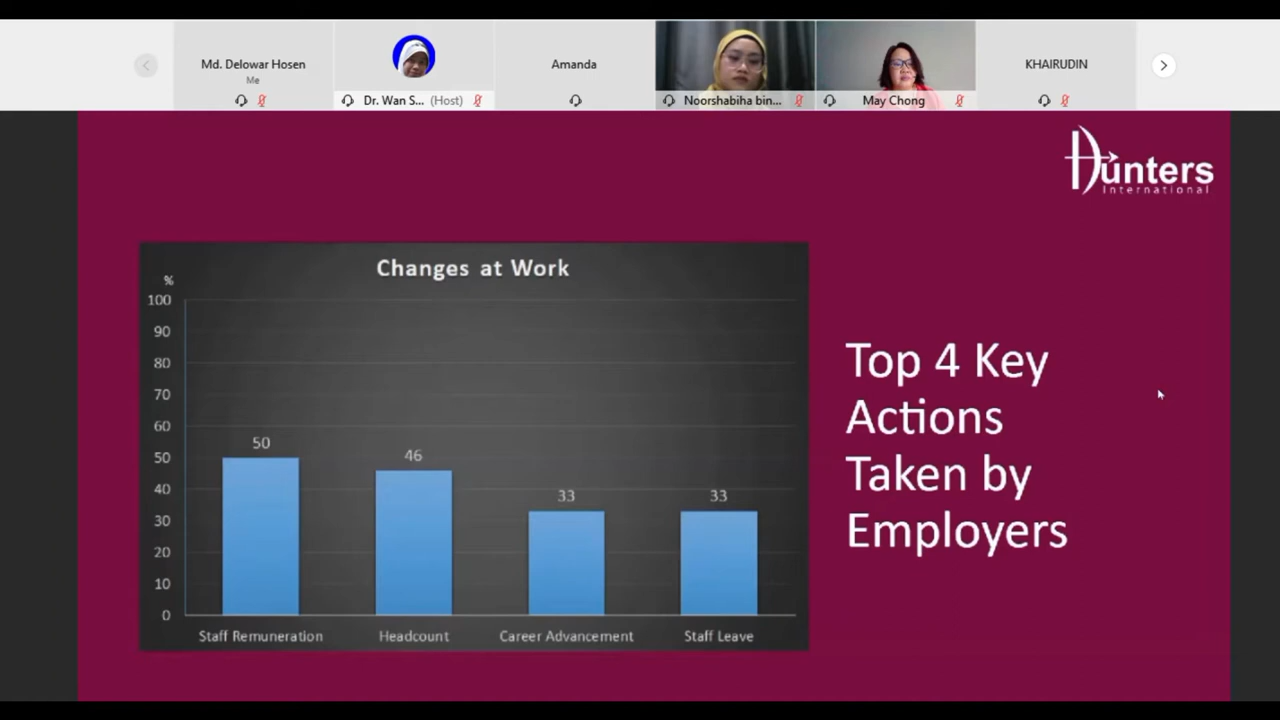 Md. Delowar Hosen
Me
Dr. Wan S... (Host)
Amanda
Noorshabiha bin...
May Chong
KHAIRUDIN
Hunters
International
Changes at Work
%
100
90
80
70
60
50
40
30
20
10
0
50
46
33
33
Staff Remuneration
Headcount
Career Advancement
Staff Leave
Top 4 Key
Actions
Taken by
Employers